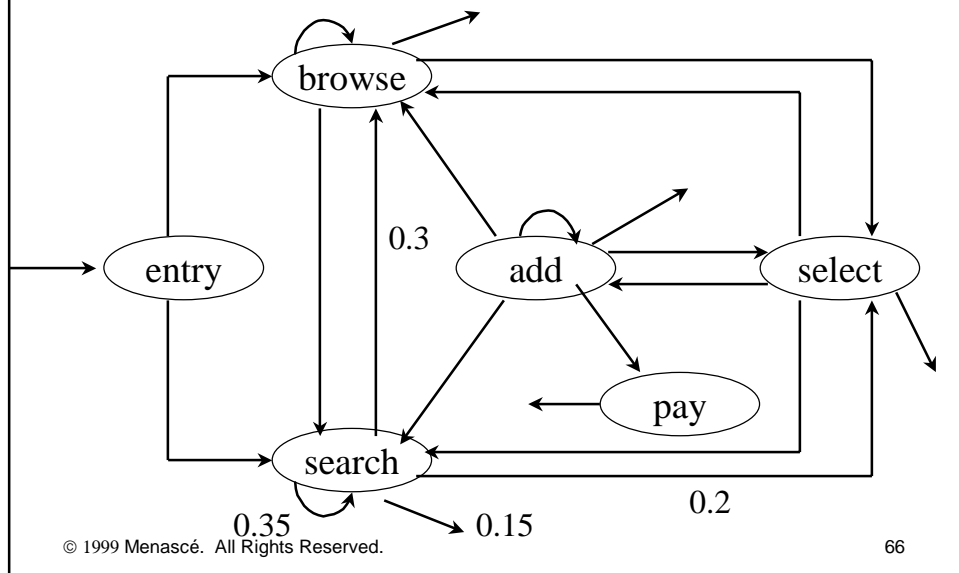 browse
0.3
entry
add
select
pay
search
0.35
0.15
0.2
© 1999 Menascé. All Rights Reserved.
66